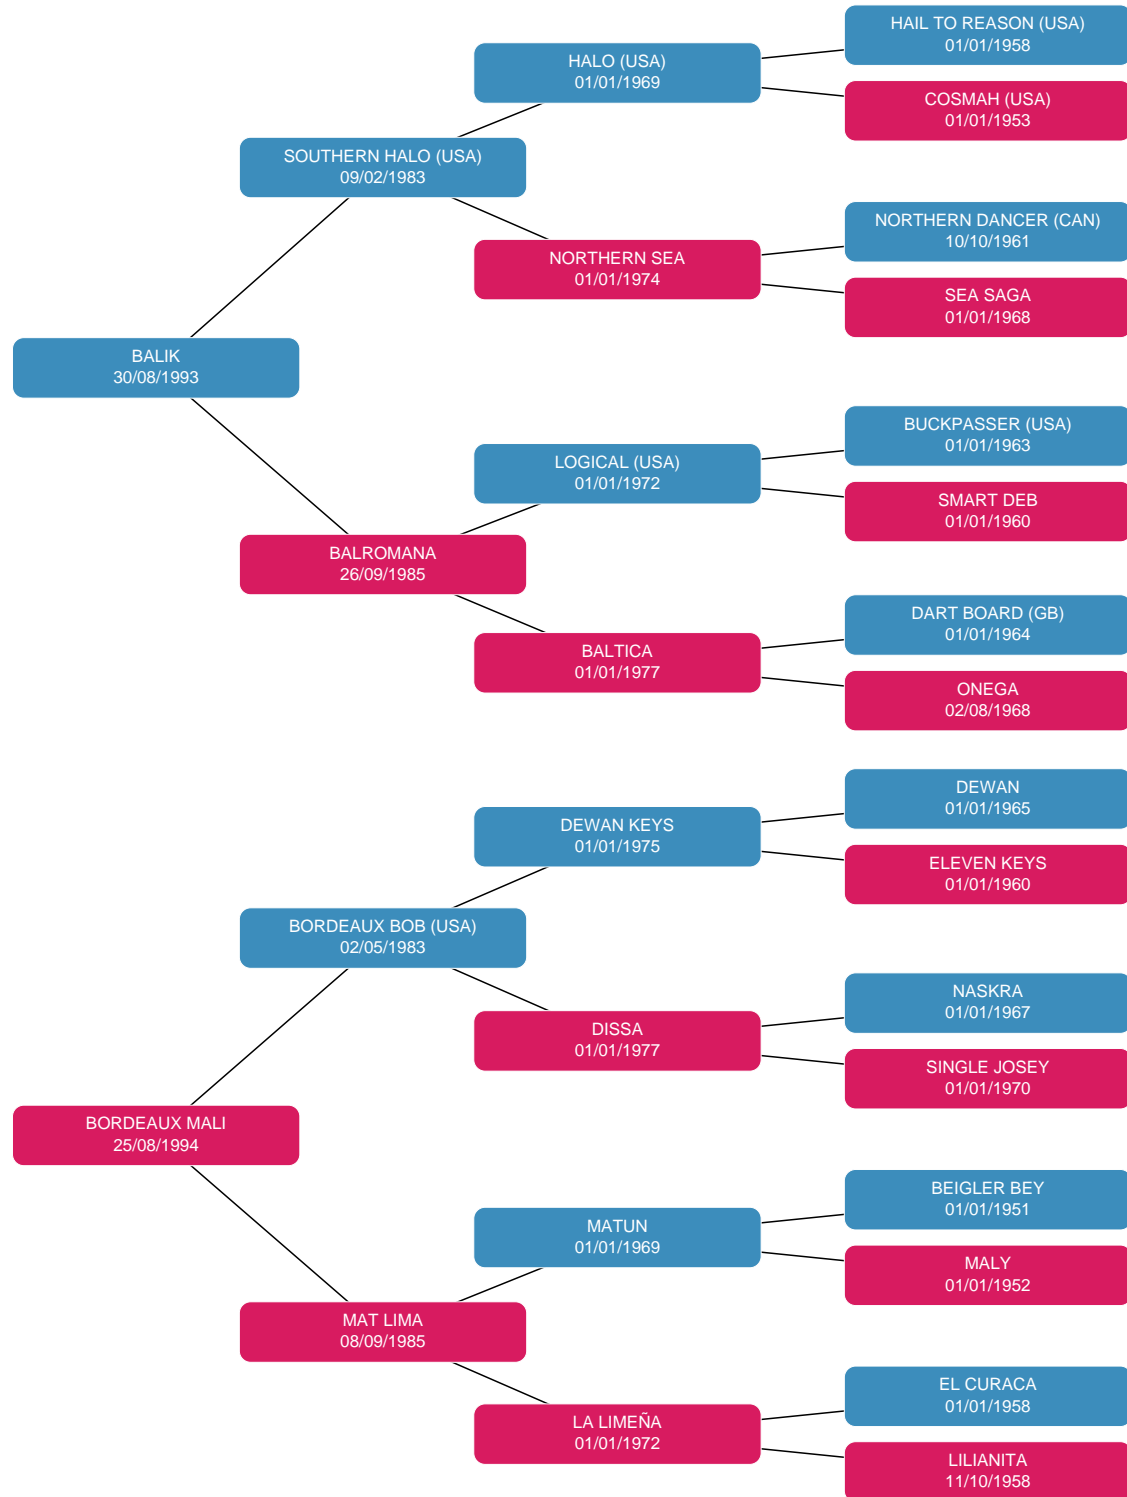 HAIL TO REASON (USA)
01/01/1958
HALO (USA)
01/01/1969
COSMAH (USA)
01/01/1953
SOUTHERN HALO (USA)
09/02/1983
NORTHERN DANCER (CAN)
10/10/1961
NORTHERN SEA
01/01/1974
SEA SAGA
01/01/1968
BALIK
30/08/1993
BUCKPASSER (USA)
01/01/1963
LOGICAL (USA)
01/01/1972
SMART DEB
01/01/1960
BALROMANA
26/09/1985
DART BOARD (GB)
01/01/1964
BALTICA
01/01/1977
ONEGA
02/08/1968
DEWAN
01/01/1965
DEWAN KEYS
01/01/1975
ELEVEN KEYS
01/01/1960
BORDEAUX BOB (USA)
02/05/1983
NASKRA
01/01/1967
DISSA
01/01/1977
SINGLE JOSEY
01/01/1970
BORDEAUX MALI
25/08/1994
BEIGLER BEY
01/01/1951
MATUN
01/01/1969
MALY
01/01/1952
MAT LIMA
08/09/1985
EL CURACA
01/01/1958
LA LIMEÑA
01/01/1972
LILIANITA
11/10/1958